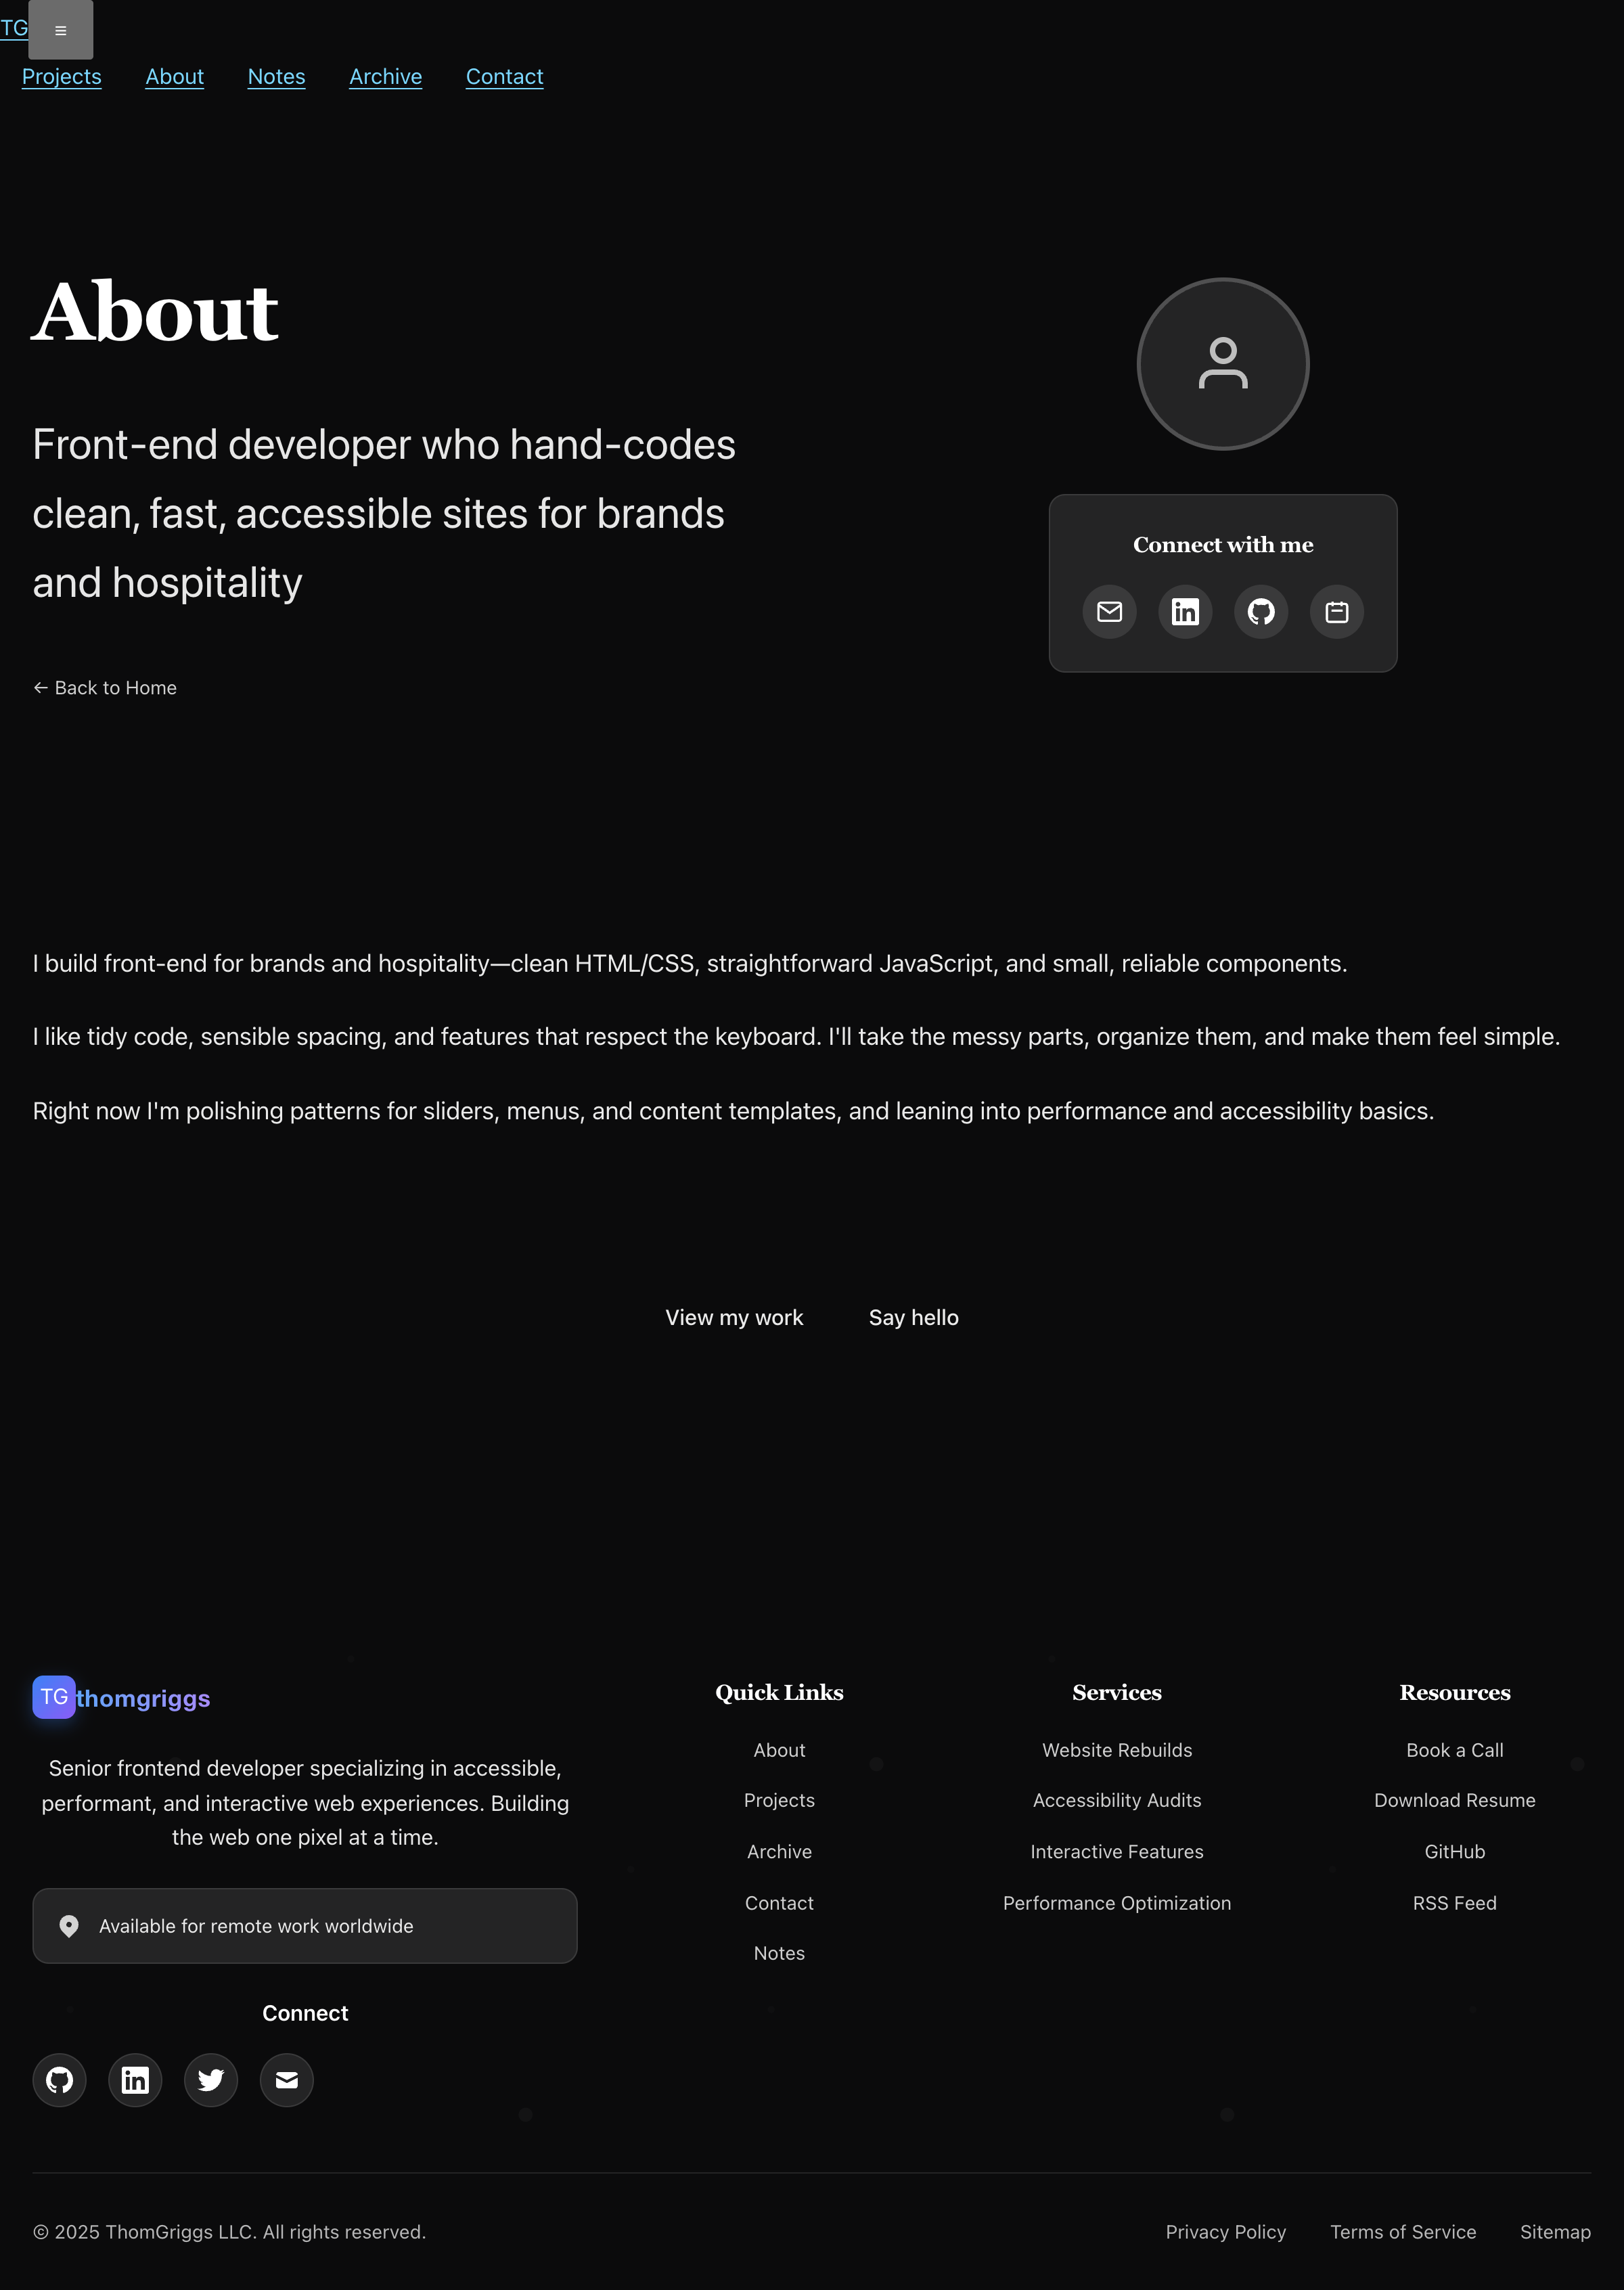 TG
≡
Projects About Notes Archive Contact
About
Front-end developer who hand-codes
clean, fast, accessible sites for brands
and hospitality
← Back to Home
Connect with me
I build front-end for brands and hospitality—clean HTML/CSS, straightforward JavaScript, and small, reliable components.
I like tidy code, sensible spacing, and features that respect the keyboard. I'll take the messy parts, organize them, and make them feel simple.
Right now I'm polishing patterns for sliders, menus, and content templates, and leaning into performance and accessibility basics.
View my work Say hello
TG thomgriggs
Senior frontend developer specializing in accessible,
performant, and interactive web experiences. Building
the web one pixel at a time.
Available for remote work worldwide
Connect
Quick Links
About
Projects
Archive
Contact
Notes
Services
Website Rebuilds
Accessibility Audits
Interactive Features
Performance Optimization
Resources
Book a Call
Download Resume
GitHub
RSS Feed
© 2025 ThomGriggs LLC. All rights reserved.
Privacy Policy Terms of Service Sitemap